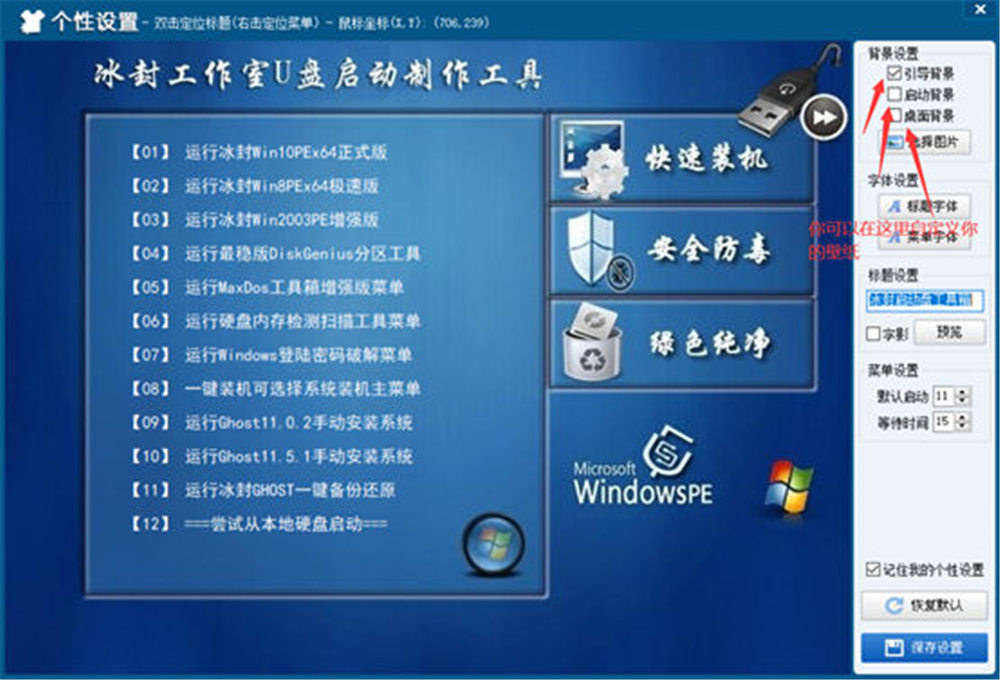 个性设置 - 双击定位标题(右击定位菜单) - 鼠标坐标(X,Y): (706,239)
冰封工作室U盘启动制作工具
【01】 运行冰封Win10PEx64正式版
【02】 运行冰封Win8PEx64极速版
【03】 运行冰封Win2003PE增强版
【04】 运行最稳版DiskGenius分区工具
【05】 运行MaxDos工具箱增强版菜单
【06】 运行硬盘内存检测扫描工具菜单
【07】 运行Windows登陆密码破解菜单
【08】 一键装机可选择系统装机主菜单
【09】 运行Ghost11.0.2手动安装系统
【10】 运行Ghost11.5.1手动安装系统
【11】 运行冰封GHOST一键备份还原
【12】 ===尝试从本地硬盘启动===
快速装机
安全防毒
绿色纯净
Microsoft
WindowsPE
背景设置
引导背景
启动背景
桌面背景
选择图片
字体设置
标题字体
你可以在这里自定义你
的壁纸
菜单字体
标题设置
字影
预览
菜单设置
默认启动 11
等待时间 15
记住我的个性设置
恢复默认
保存设置